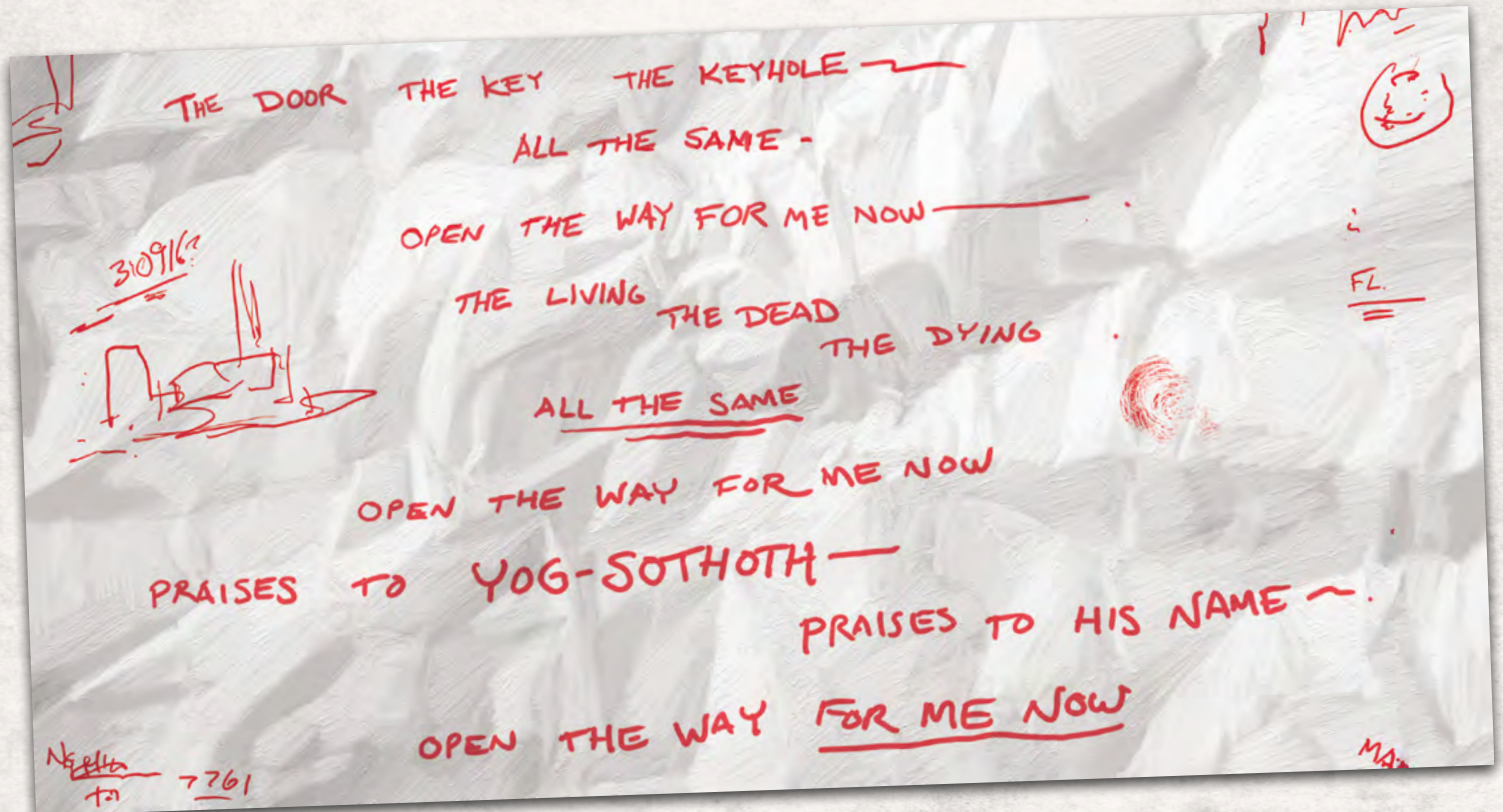 THE DOOR THE KEY THE KEYHOLE —
ALL THE SAME -
OPEN THE WAY FOR ME NOW —
310916?
THE LIVING THE DEAD THE DYING
FL.
ALL THE SAME
OPEN THE WAY FOR ME NOW
PRAISES TO YOG-SOTHOTH —
PRAISES TO HIS NAME ~.
OPEN THE WAY FOR ME NOW
7761